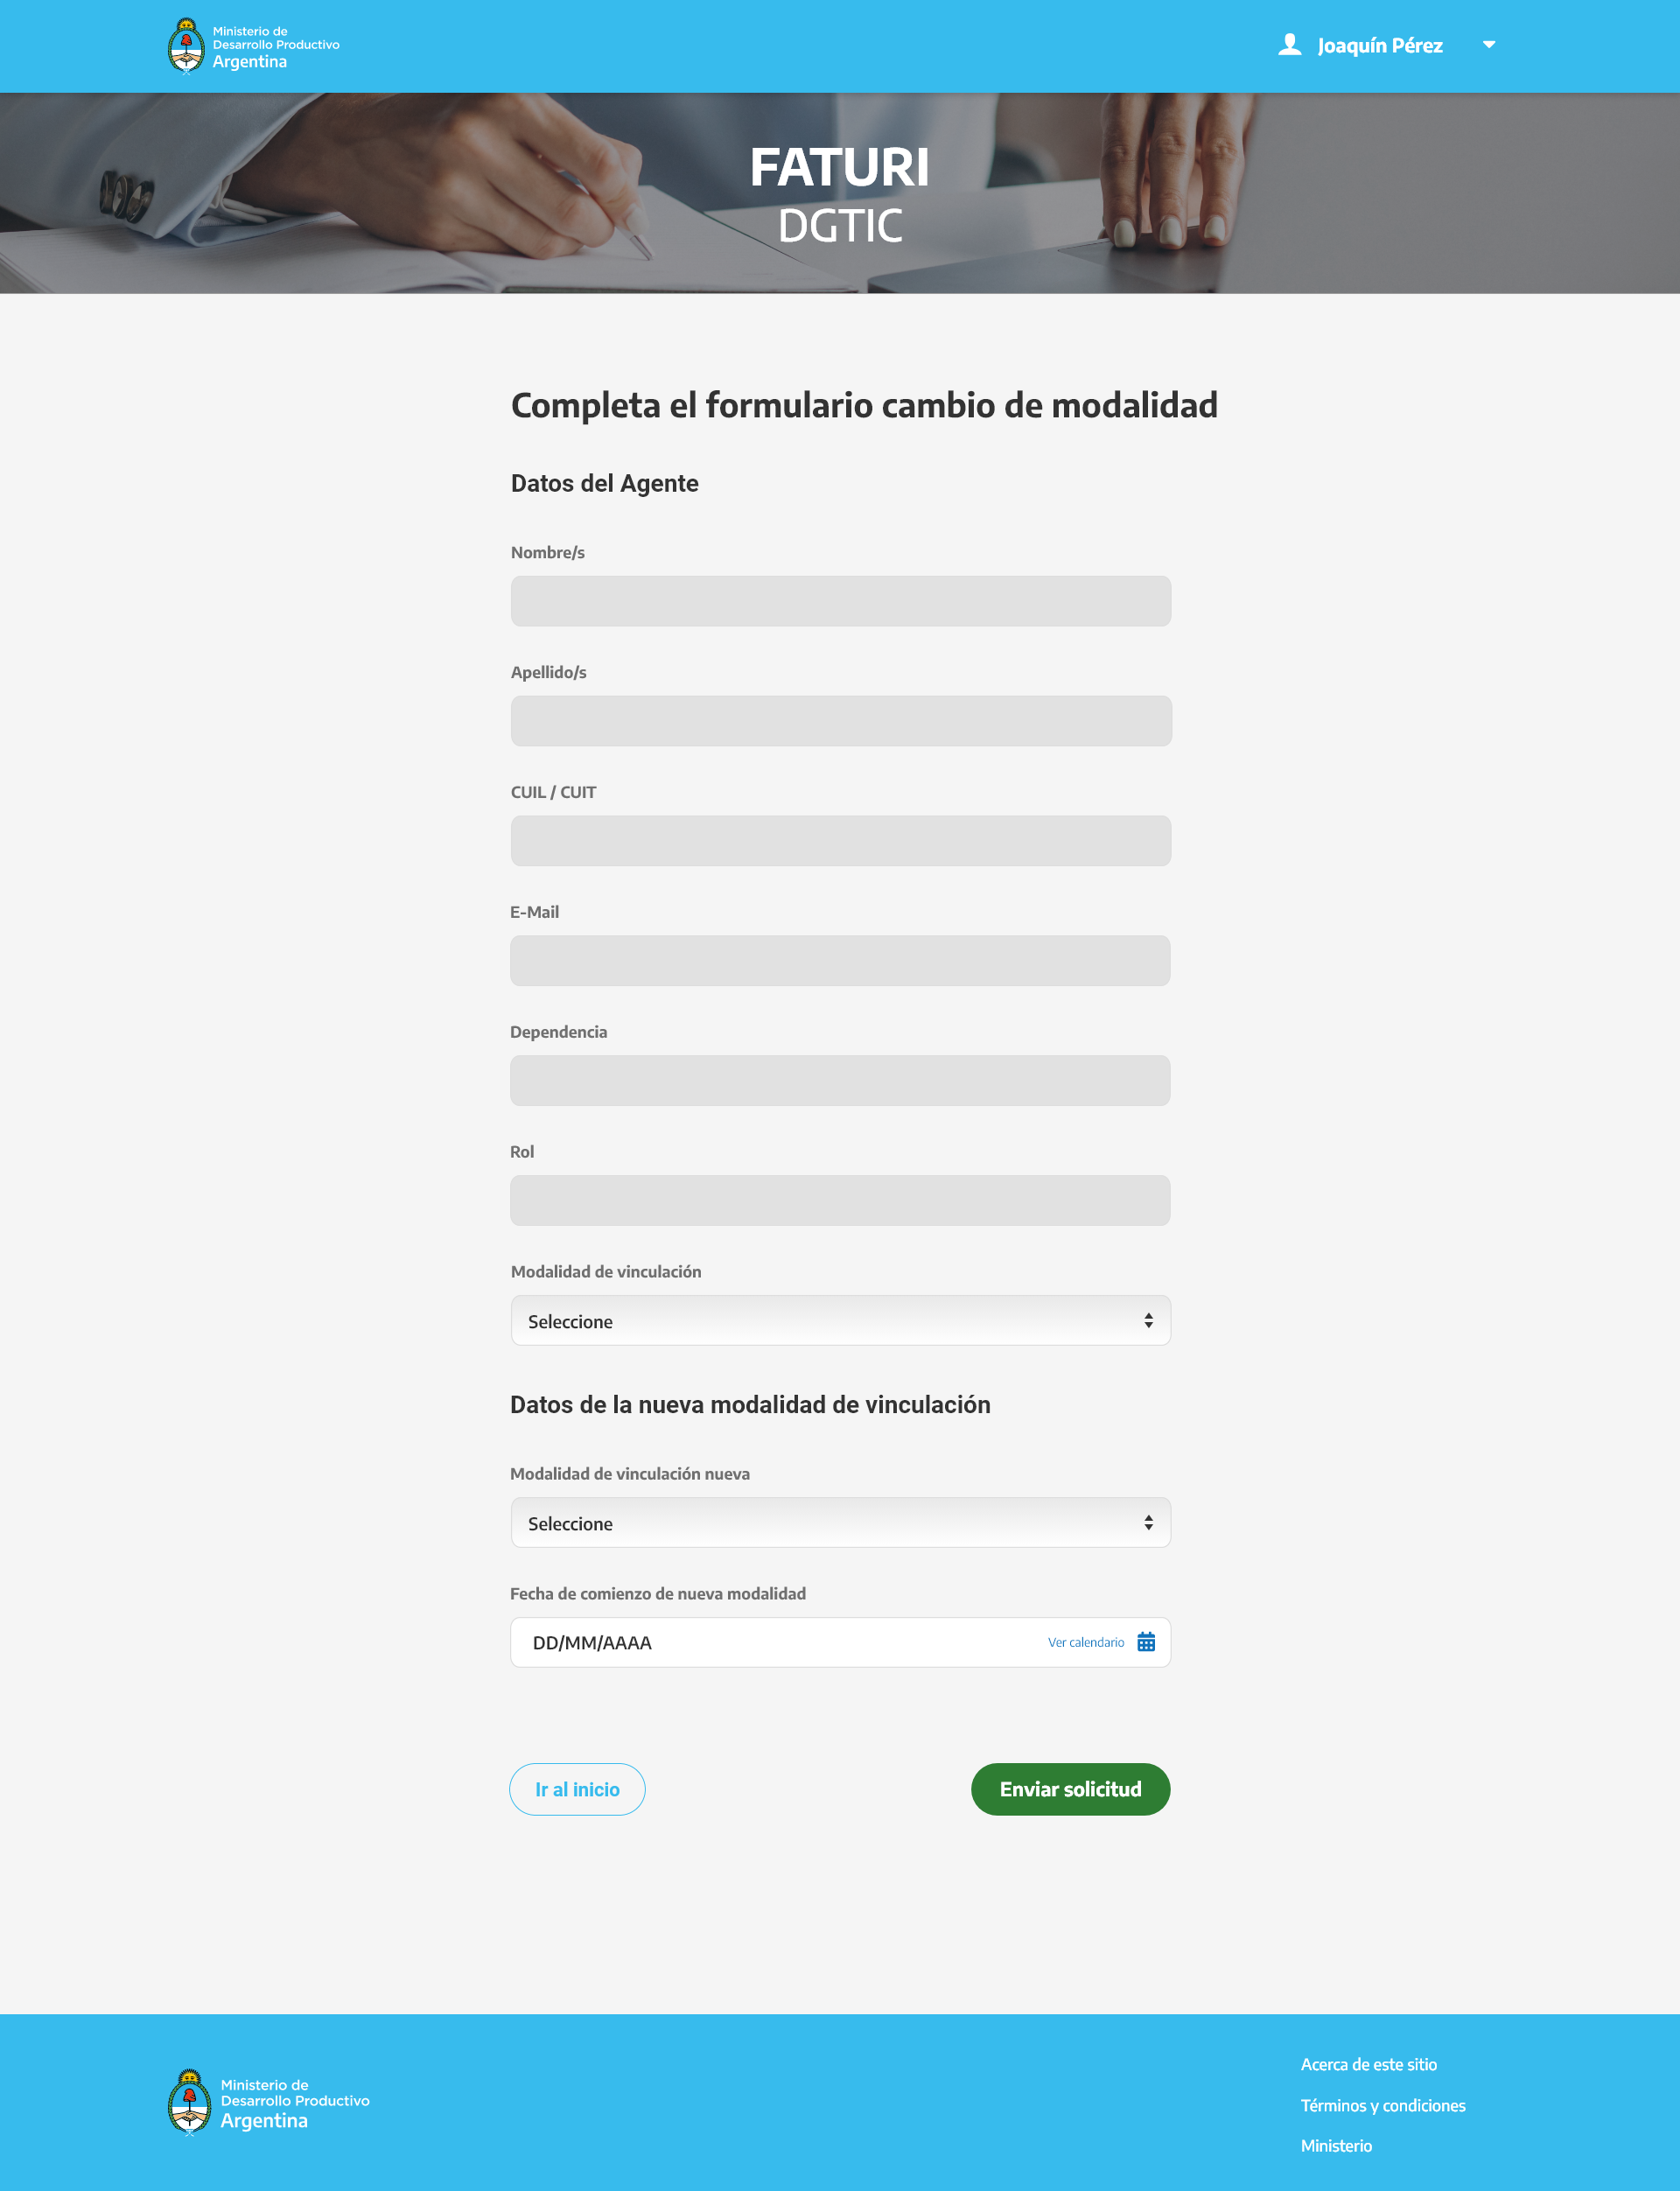 Ministerio de
Desarrollo Productivo
Argentina
Joaquín Pérez
FATURI
DGTIC
Completa el formulario cambio de modalidad
Datos del Agente
Nombre/s
Apellido/s
CUIL / CUIT
E-Mail
Dependencia
Rol
Modalidad de vinculación
Seleccione
Datos de la nueva modalidad de vinculación
Modalidad de vinculación nueva
Seleccione
Fecha de comienzo de nueva modalidad
DD/MM/AAAA
Ver calendario
Ir al inicio
Enviar solicitud
Ministerio de
Desarrollo Productivo
Argentina
Acerca de este sitio
Términos y condiciones
Ministerio